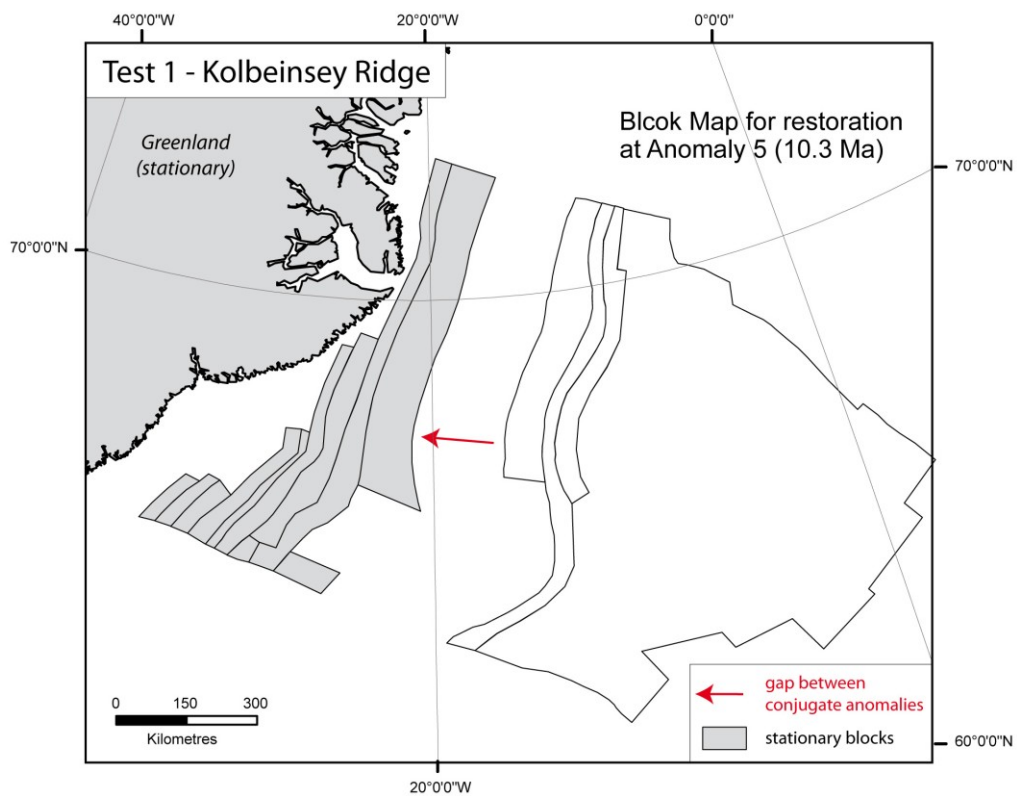 40°0'0"W
20°0'0"W
0°0'0"
Test 1 - Kolbeinsey Ridge
Greenland
(stationary)
Blcok Map for restoration
at Anomaly 5 (10.3 Ma)
70°0'0"N
70°0'0"N
gap between
conjugate anomalies
stationary blocks
0 150 300
Kilometres
60°0'0"N
20°0'0"W